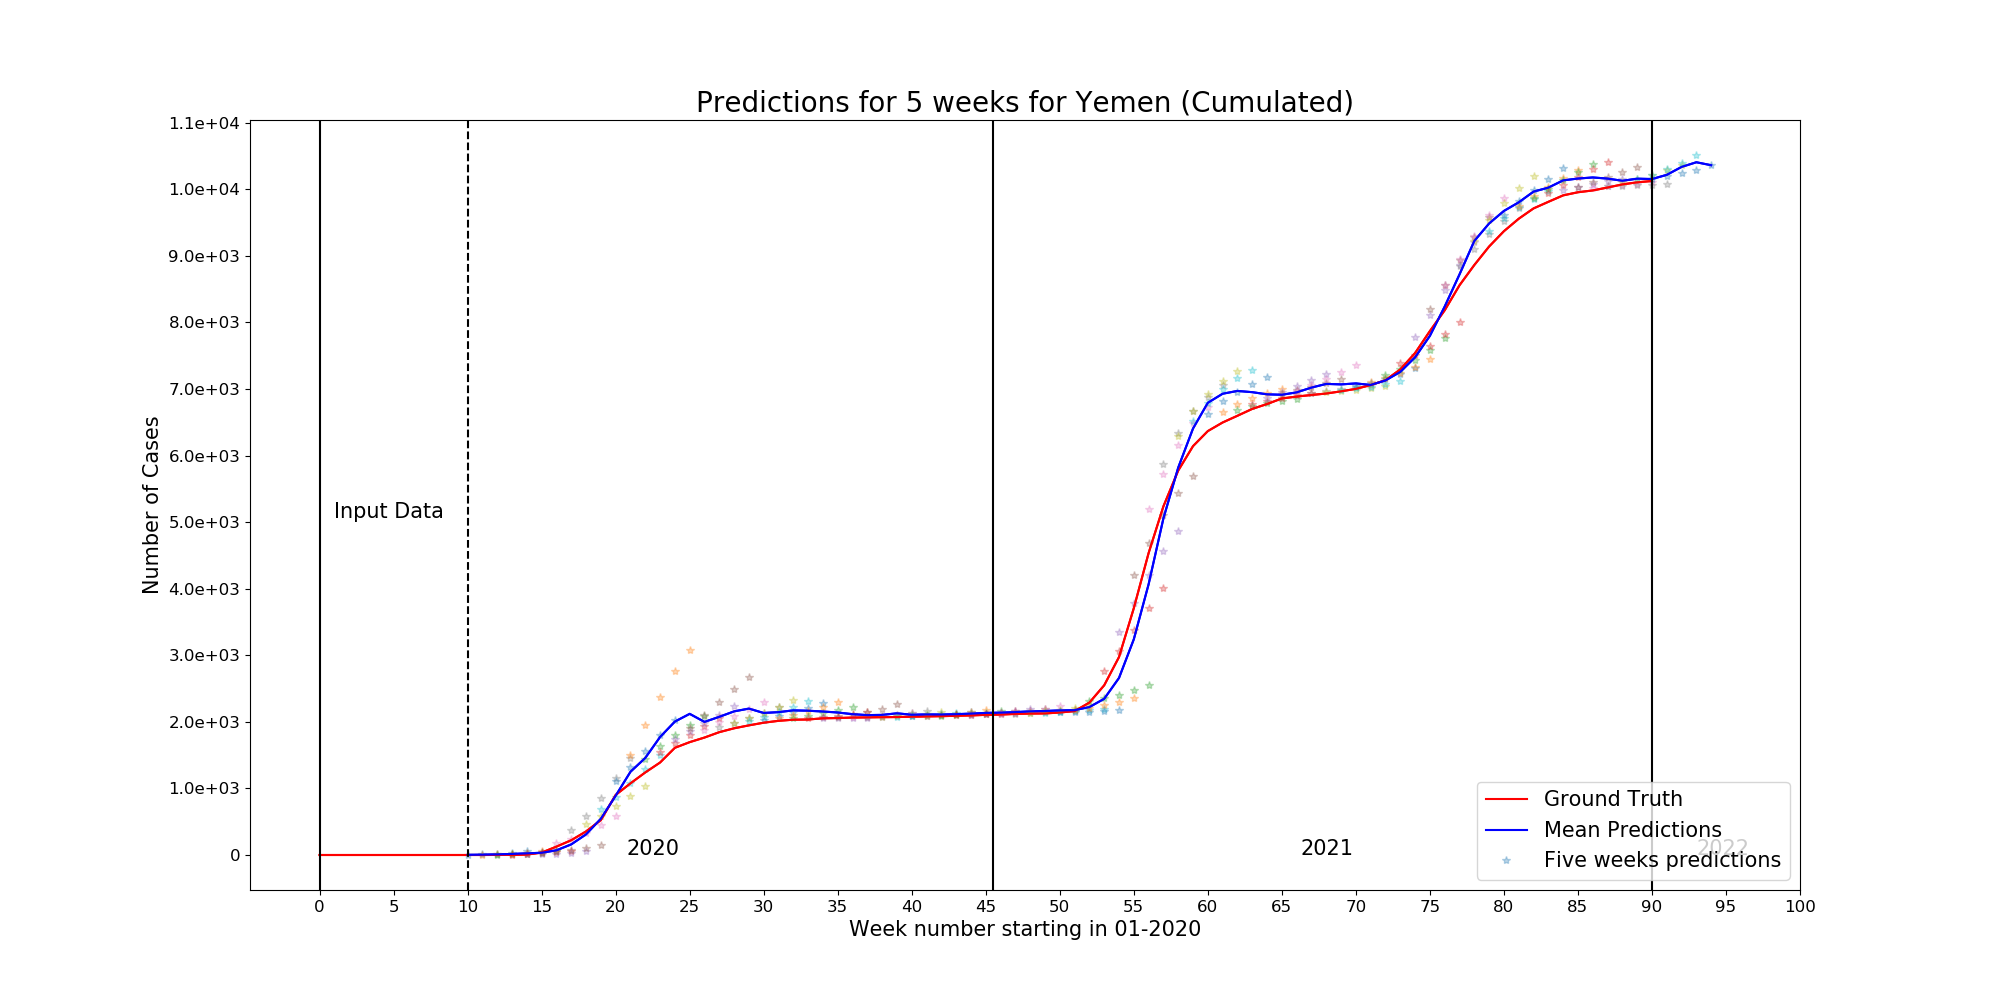 Predictions for 5 weeks for Yemen (Cumulated)
1.1e+04
1.0e+04
9.0e+03
8.0e+03
7.0e+03
6.0e+03
5.0e+03
4.0e+03
3.0e+03
2.0e+03
1.0e+03
0
Number of Cases
Input Data
2020
2021
2022
Ground Truth
Mean Predictions
Five weeks predictions
0 5 10 15 20 25 30 35 40 45 50 55 60 65 70 75 80 85 90 95 100
Week number starting in 01-2020